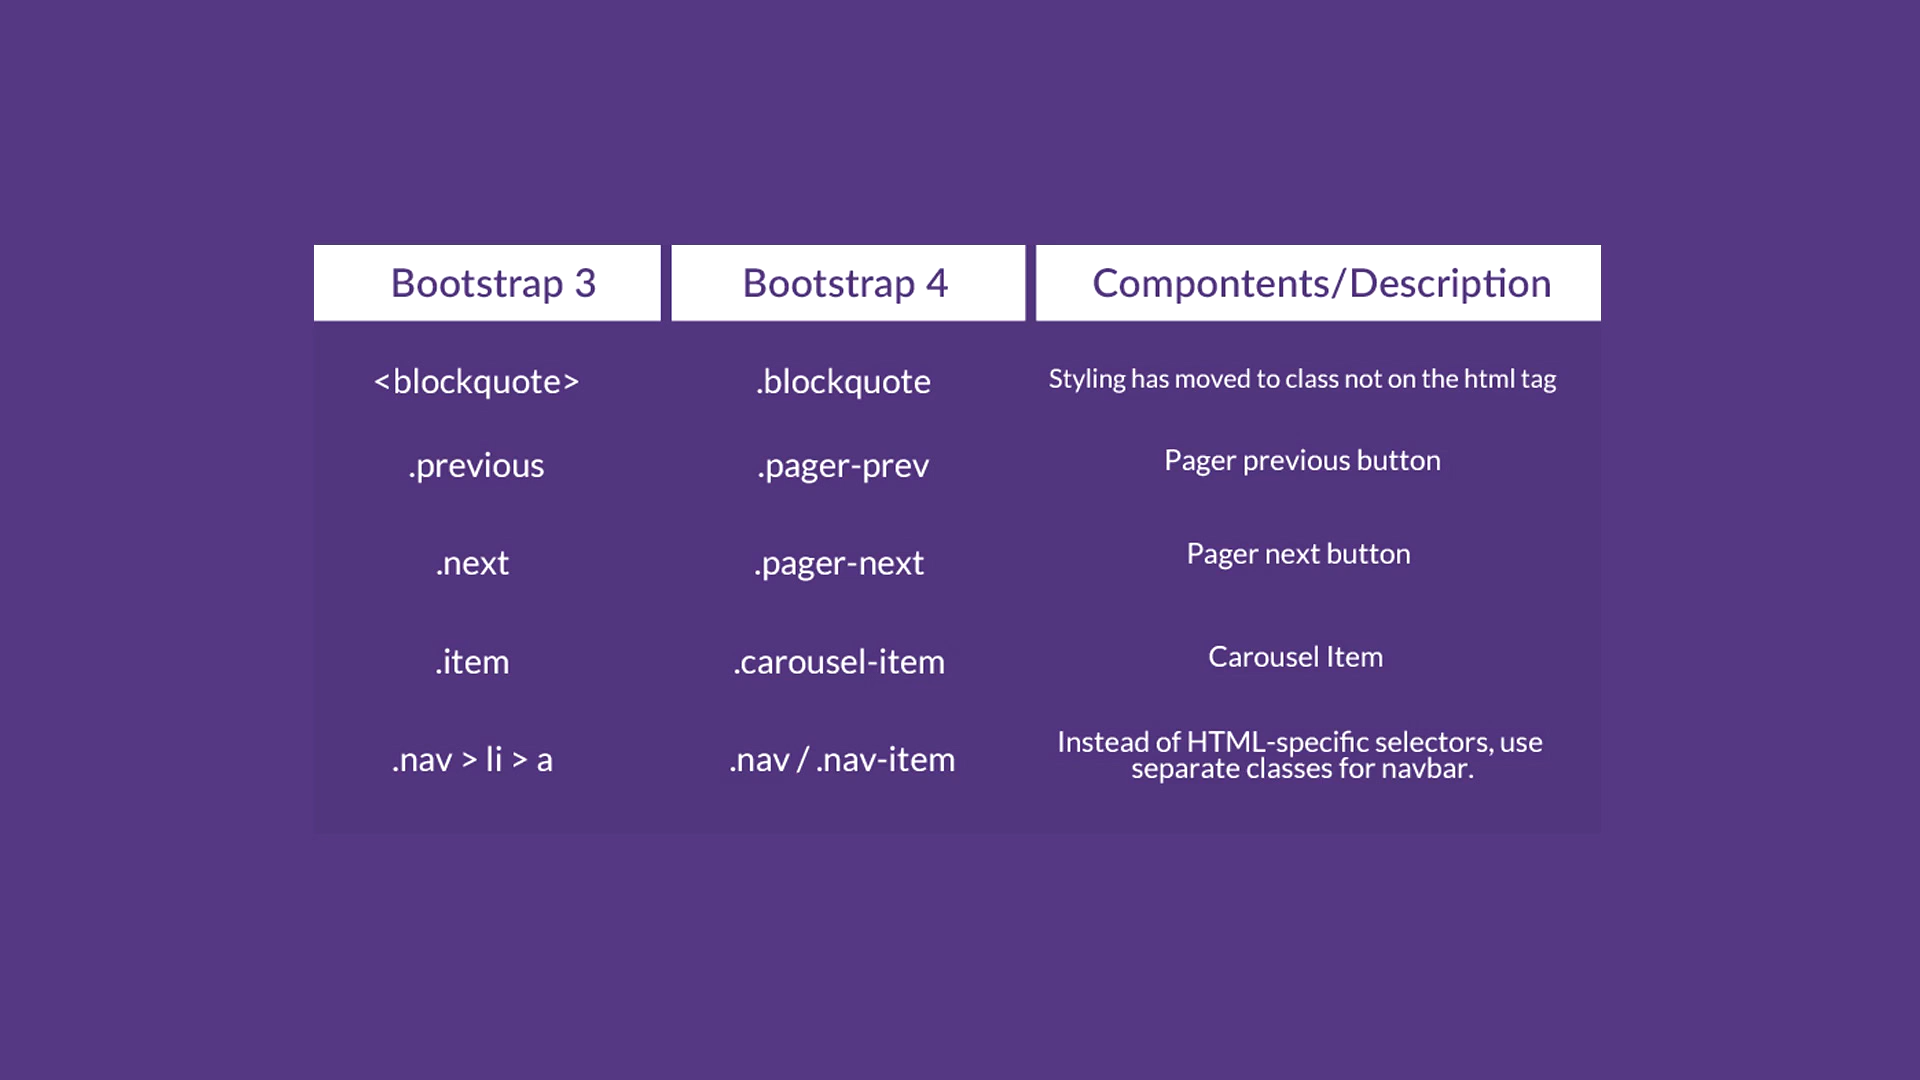 Bootstrap 3 Bootstrap 4 Compontents/Description
<blockquote> .blockquote Styling has moved to class not on the html tag
.previous .pager-prev Pager previous button
.next .pager-next Pager next button
.item .carousel-item Carousel Item
.nav > li > a .nav / .nav-item Instead of HTML-specific selectors, use
separate classes for navbar.